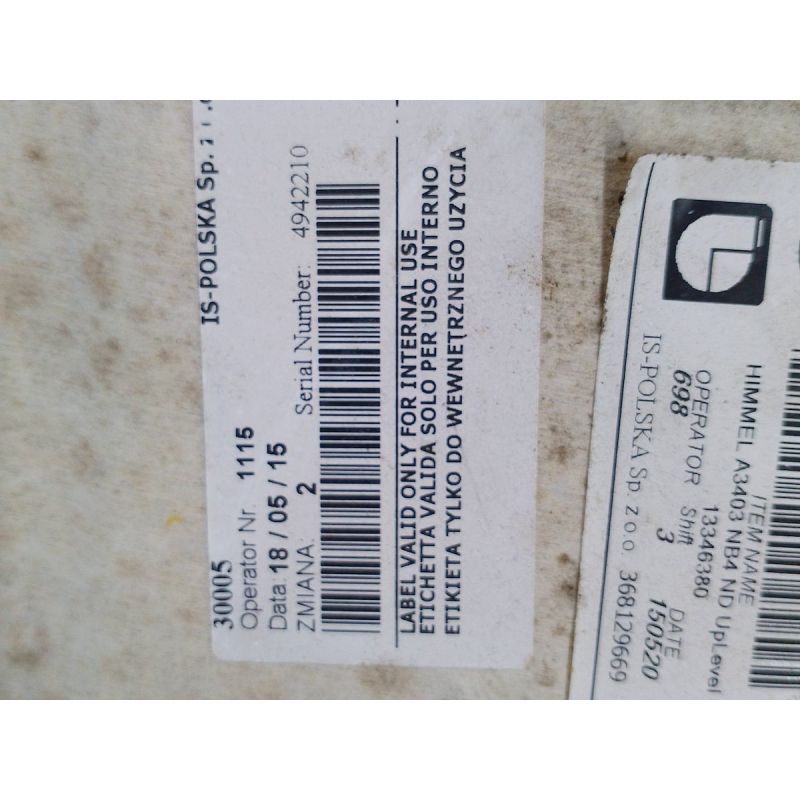 IS-POLSKA Sp.
30005
Operator Nr. 1115
Data: 18 / 05 / 15
ZMIANA: 2
Serial Number: 4942210
LABEL VALID ONLY FOR INTERNAL USE
ETICHETTA VALIDA SOLO PER USO INTERNO
ETIKIETA TYLKO DO WEWNĘTRZNEGO UZYCIA
HIMMEL A3403 NB4 ND UpLevel
ITEM NAME
13346380
OPERATOR Shift DATE
698 3 150520
IS-POLSKA Sp. z o.o. 368129669